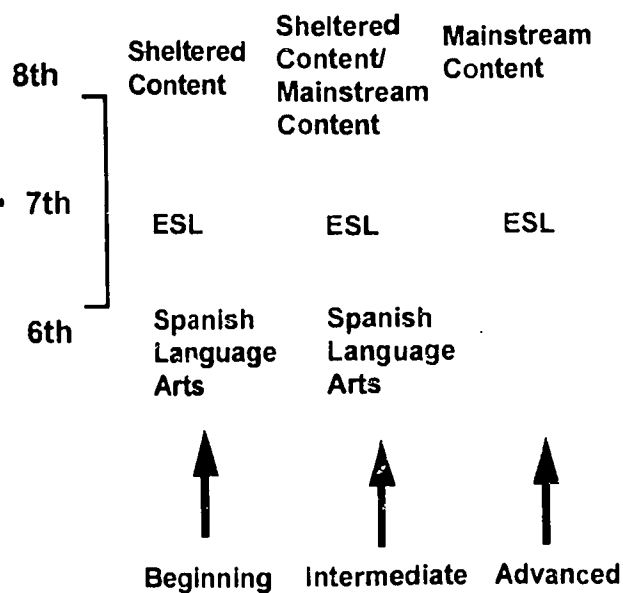 8th
Sheltered
Content
Sheltered
Content/
Mainstream
Content
Mainstream
Content
7th
ESL
ESL
ESL
6th
Spanish
Language
Arts
Spanish
Language
Arts
Beginning
Intermediate
Advanced